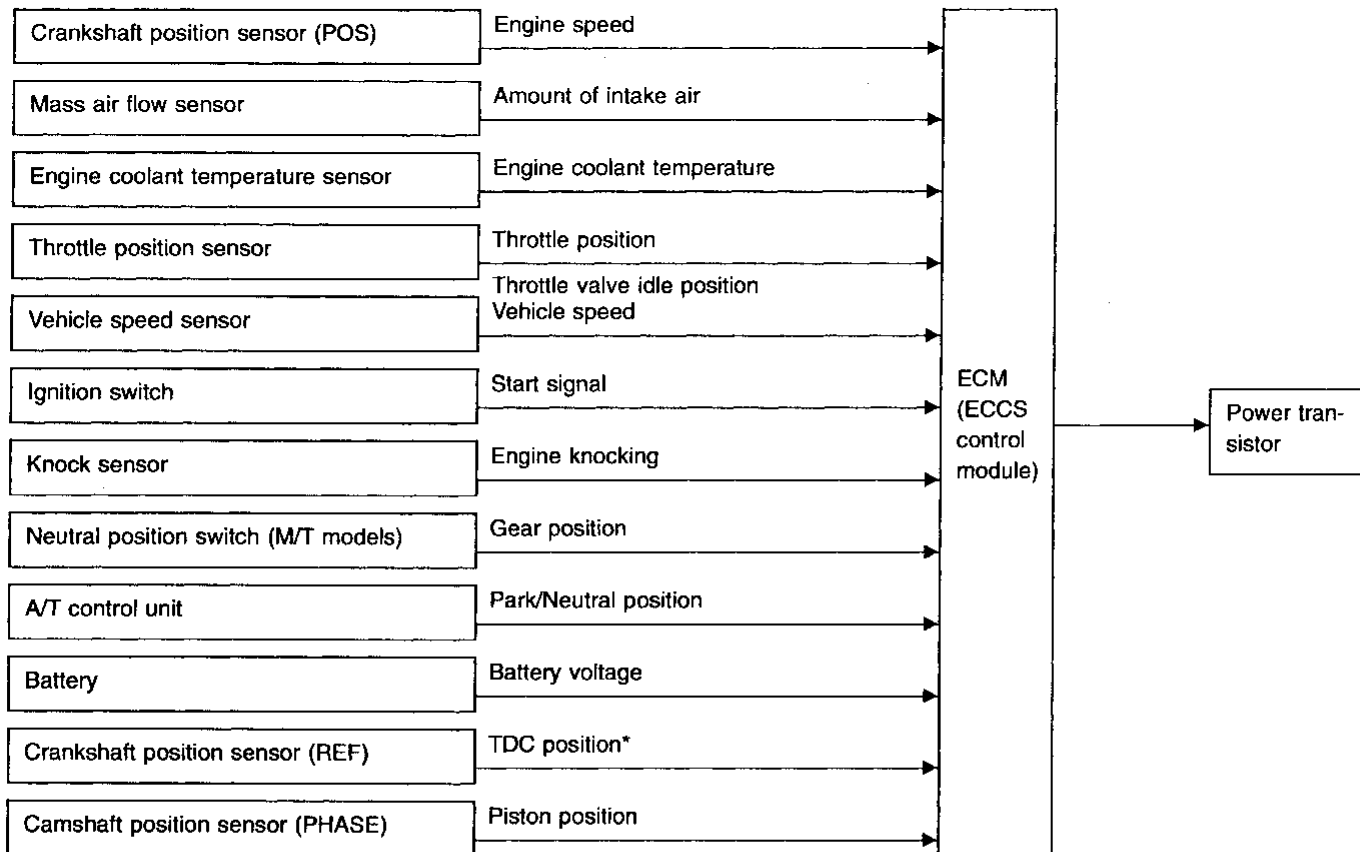 Crankshaft position sensor (POS)
Engine speed
Mass air flow sensor
Amount of intake air
Engine coolant temperature sensor
Engine coolant temperature
Throttle position sensor
Throttle position
Throttle valve idle position
Vehicle speed sensor
Vehicle speed
Ignition switch
Start signal
Knock sensor
Engine knocking
Neutral position switch (M/T models)
Gear position
A/T control unit
Park/Neutral position
Battery
Battery voltage
Crankshaft position sensor (REF)
TDC position*
Camshaft position sensor (PHASE)
Piston position
ECM
(ECCS
control
module)
Power tran-
sistor